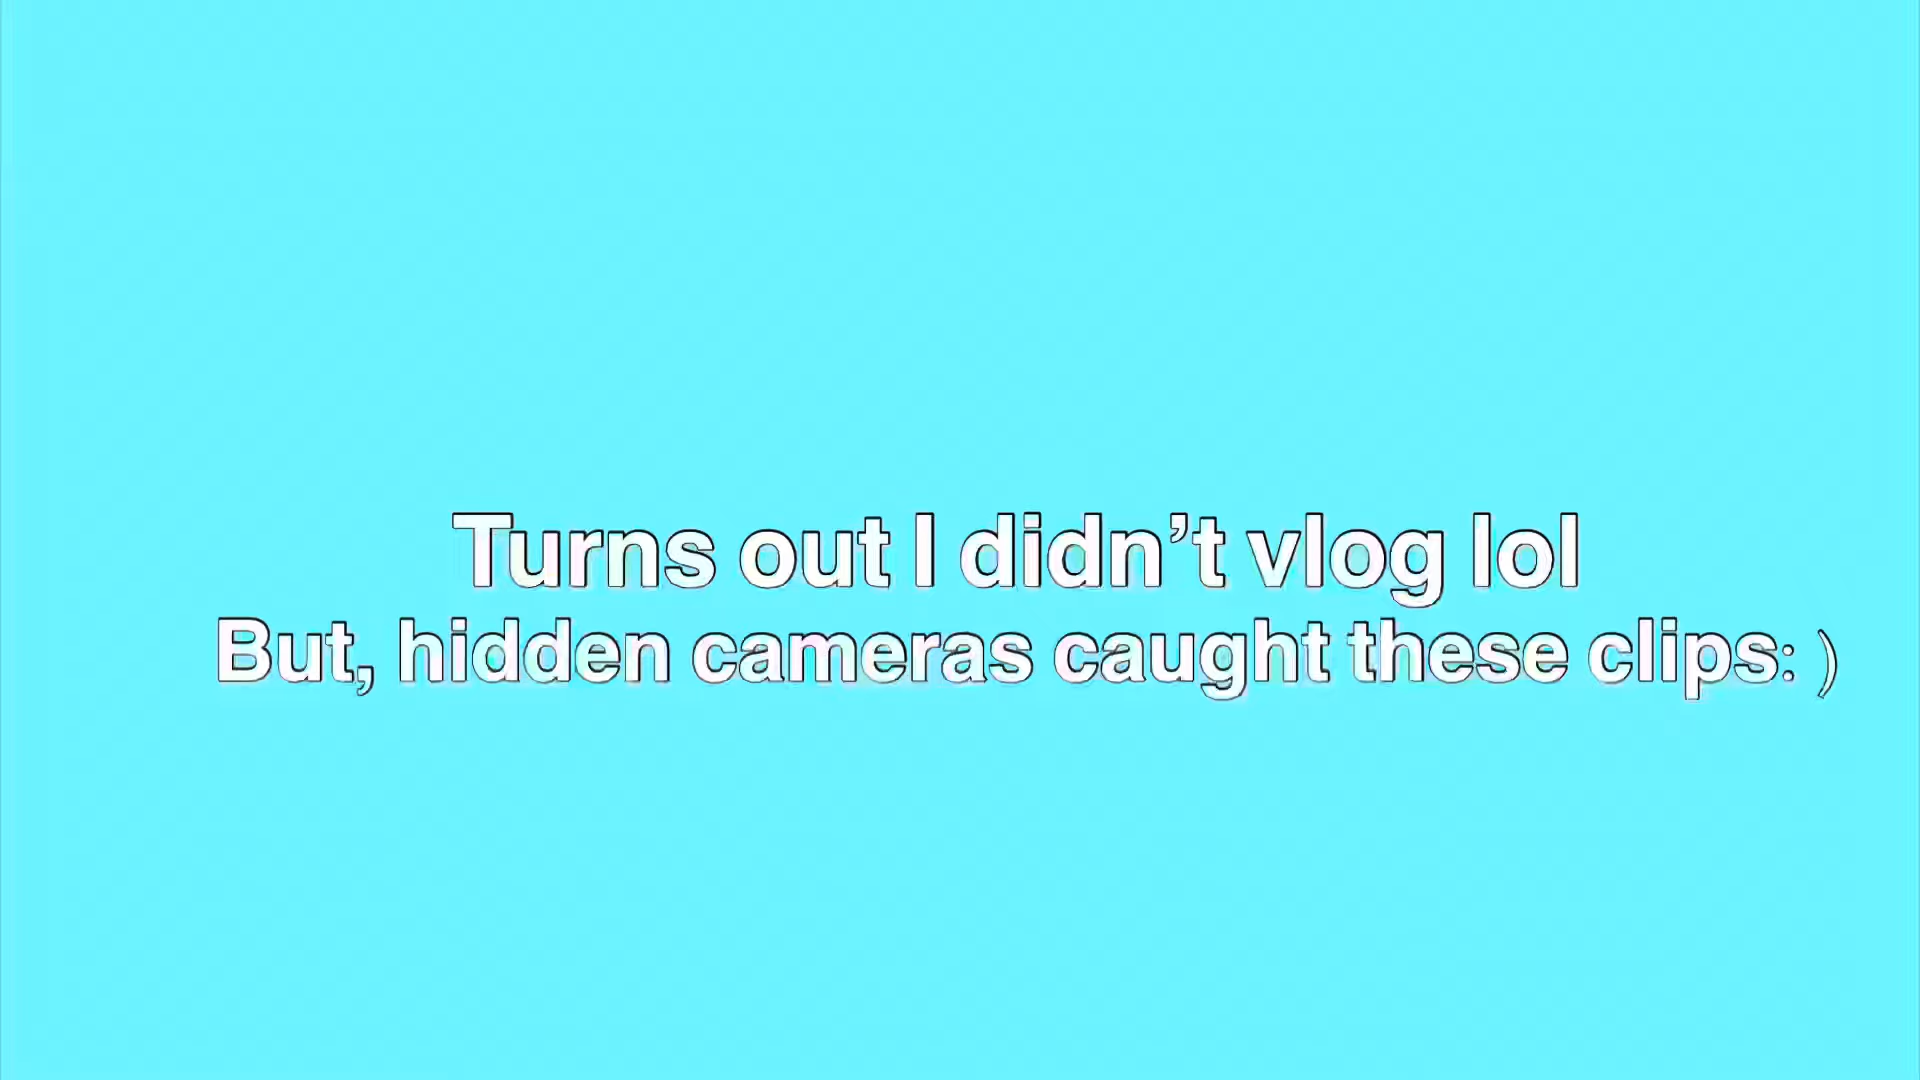 Turns out I didn’t vlog lol
But, hidden cameras caught these clips: )